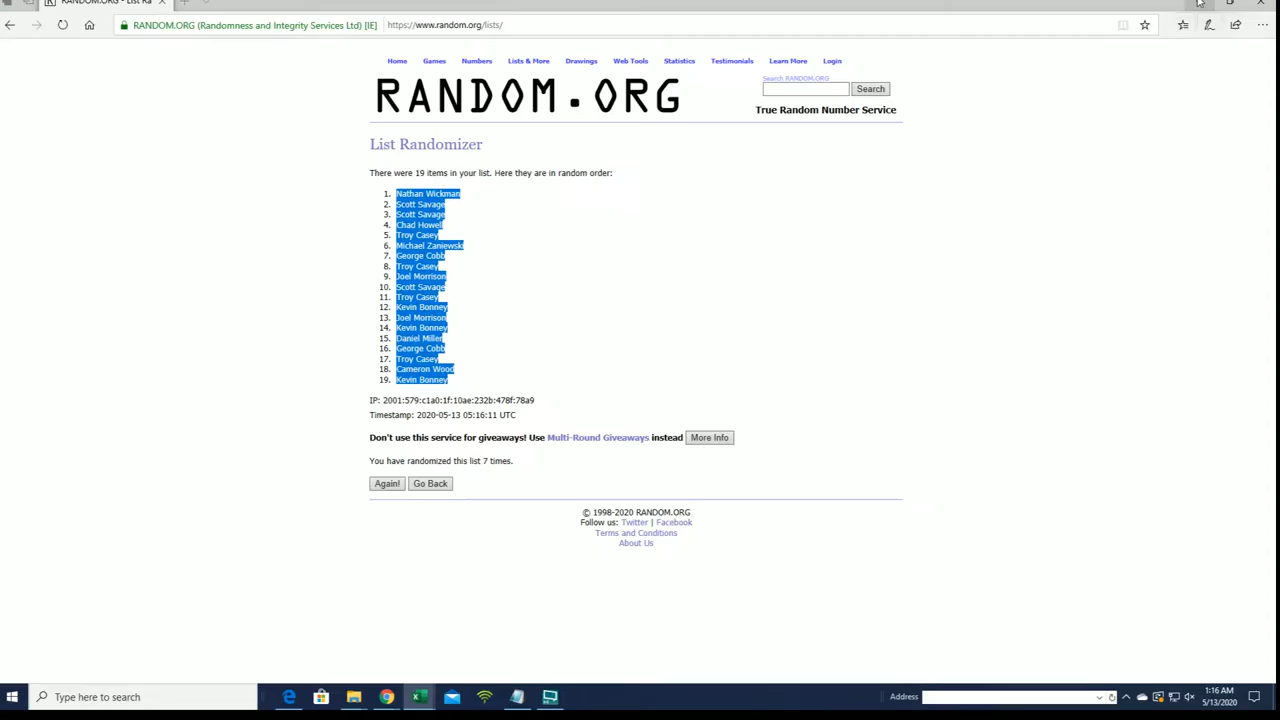 RANDOM.ORG - List Ra
RANDOM.ORG (Randomness and Integrity Services Ltd) [IE]
https://www.random.org/lists/
Home Games Numbers Lists & More Drawings Web Tools Statistics Testimonials Learn More Login
RANDOM.ORG
Search RANDOM.ORG
Search
True Random Number Service
List Randomizer
There were 19 items in your list. Here they are in random order:
1. Nathan Wickman
2. Scott Savage
3. Scott Savage
4. Chad Howell
5. Troy Casey
6. Michael Zaniewski
7. George Cobb
8. Troy Casey
9. Joel Morrison
10. Scott Savage
11. Troy Casey
12. Kevin Bonney
13. Joel Morrison
14. Kevin Bonney
15. Daniel Miller
16. George Cobb
17. Troy Casey
18. Cameron Wood
19. Kevin Bonney
IP: 2001:579:c1a0:1f:10ae:232b:478f:78a9
Timestamp: 2020-05-13 05:16:11 UTC
Don't use this service for giveaways! Use Multi-Round Giveaways instead More Info
You have randomized this list 7 times.
Again! Go Back
© 1998-2020 RANDOM.ORG
Follow us: Twitter | Facebook
Terms and Conditions
About Us
Type here to search
Address
1:16 AM
5/13/2020